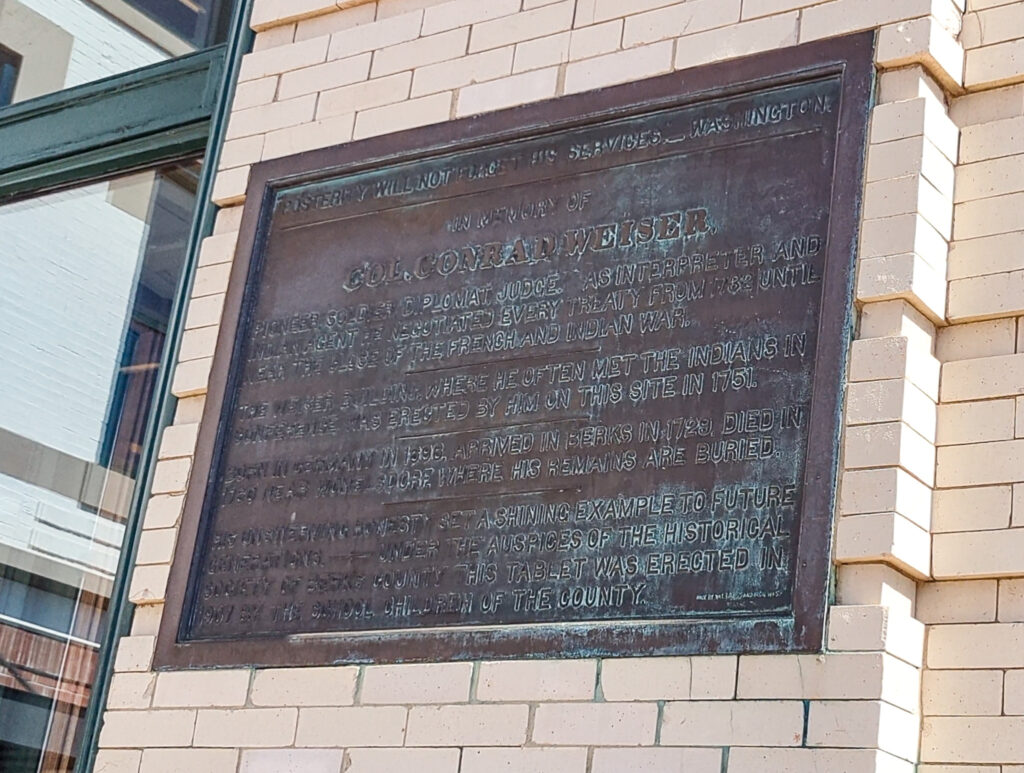 POSTERITY WILL NOT FORGET HIS SERVICES.—WASHINGTON.
IN MEMORY OF
COL. CONRAD WEISER,
PIONEER SOLDIER DIPLOMAT, JUDGE. AS INTERPRETER AND
INDIAN AGENT HE NEGOTIATED EVERY TREATY FROM 1732 UNTIL
NEAR THE CLOSE OF THE FRENCH AND INDIAN WAR.
THE WEISER BUILDING, WHERE HE OFTEN MET THE INDIANS IN
CONFERENCE WAS ERECTED BY HIM ON THIS SITE IN 1751.
BORN IN GERMANY IN 1696, ARRIVED IN BERKS IN 1729, DIED IN
1760 NEAR WOMELSDORF, WHERE HIS REMAINS ARE BURIED.
HIS UNSWERVING HONESTY SET A SHINING EXAMPLE TO FUTURE
GENERATIONS. — UNDER THE AUSPICES OF THE HISTORICAL
SOCIETY OF BERKS COUNTY THIS TABLET WAS ERECTED IN
1907 BY THE SCHOOL CHILDREN OF THE COUNTY.